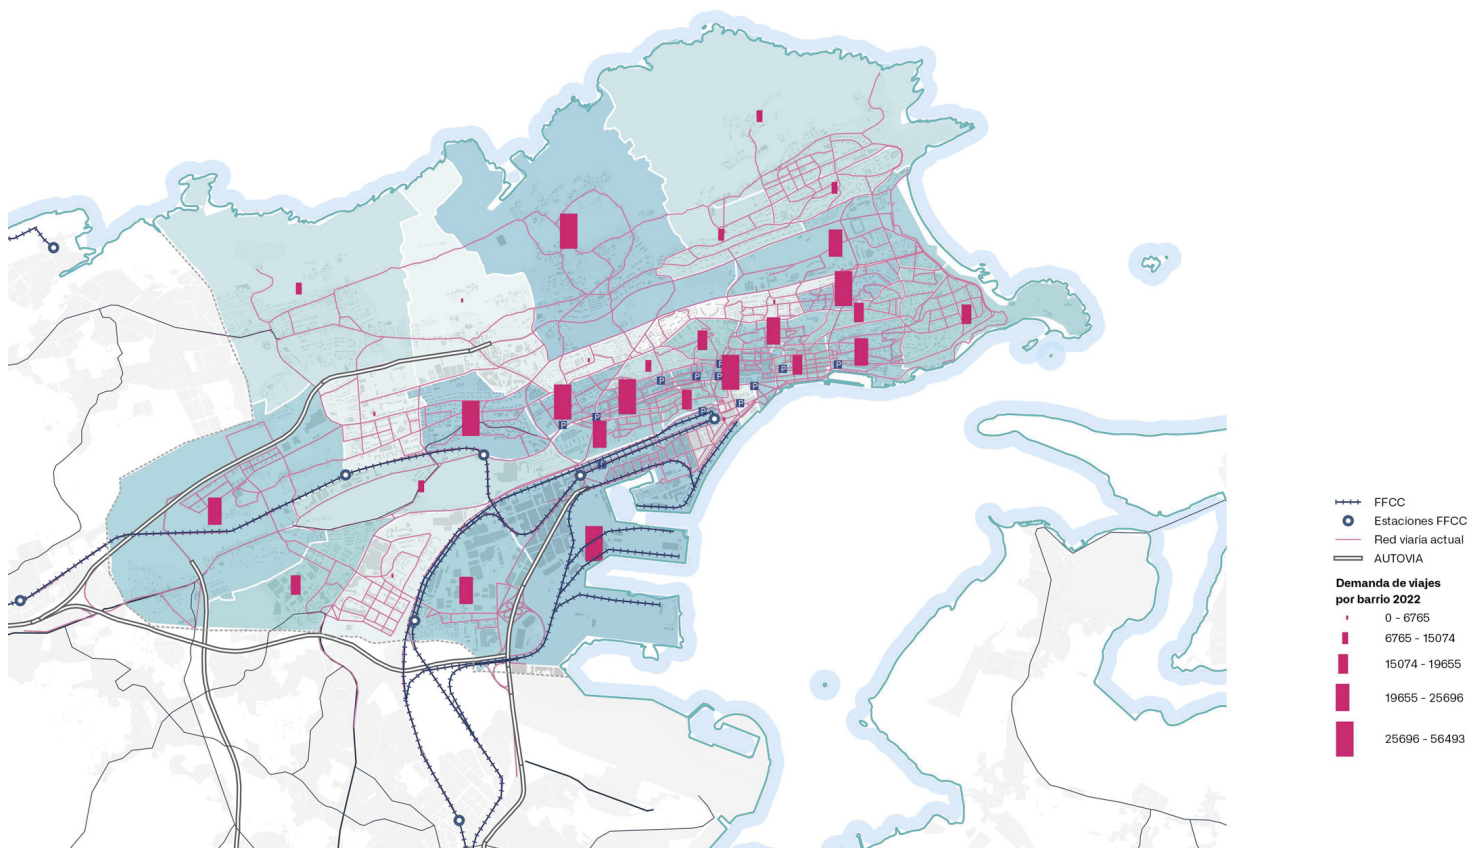 P
P
P
P
P
P
P
P
P
P
P
P
FFCC
Estaciones FFCC
Red viaria actual
AUTOVIA
Demanda de viajes
por barrio 2022
0 - 6765
6765 - 15074
15074 - 19655
19655 - 25696
25696 - 56493